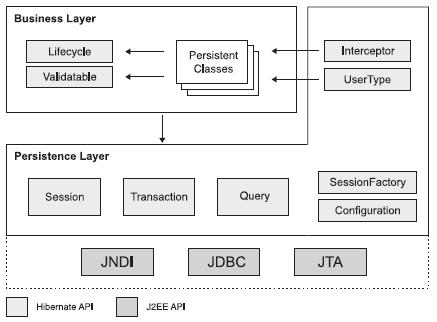 Business Layer
Lifecycle
Validatable
Persistent
Classes
Interceptor
UserType
Persistence Layer
Session
Transaction
Query
SessionFactory
Configuration
JNDI
JDBC
JTA
Hibernate API
J2EE API